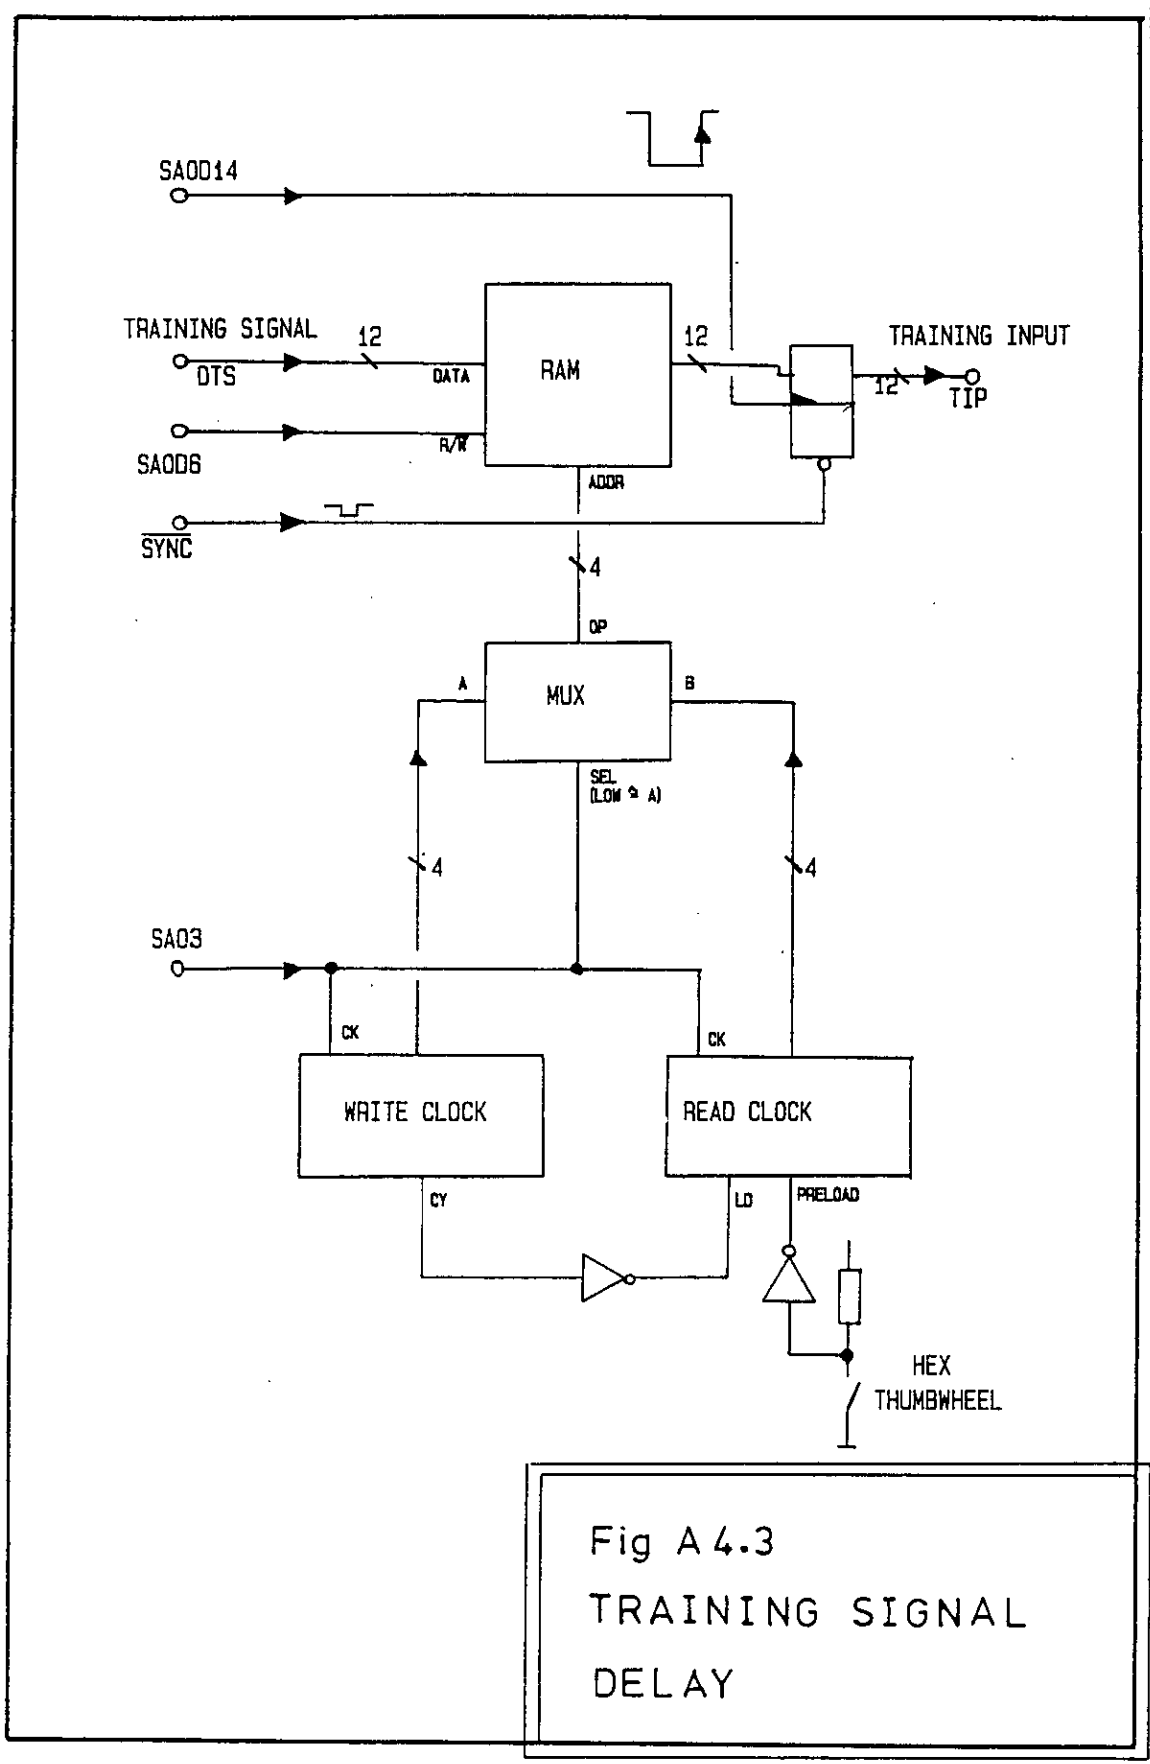 SA0D14
TRAINING SIGNAL
12
DTS
DATA
RAM
12
TRAINING INPUT
12
TIP
R/W̅
SA0D6
ADDR
S̅Y̅N̅C̅
4
OP
A
MUX
B
SEL
(LOW ⇒ A)
4
4
SA03
CK
CK
WRITE CLOCK
READ CLOCK
CY
LD
PRELOAD
HEX
THUMBWHEEL
Fig A4.3
TRAINING SIGNAL
DELAY